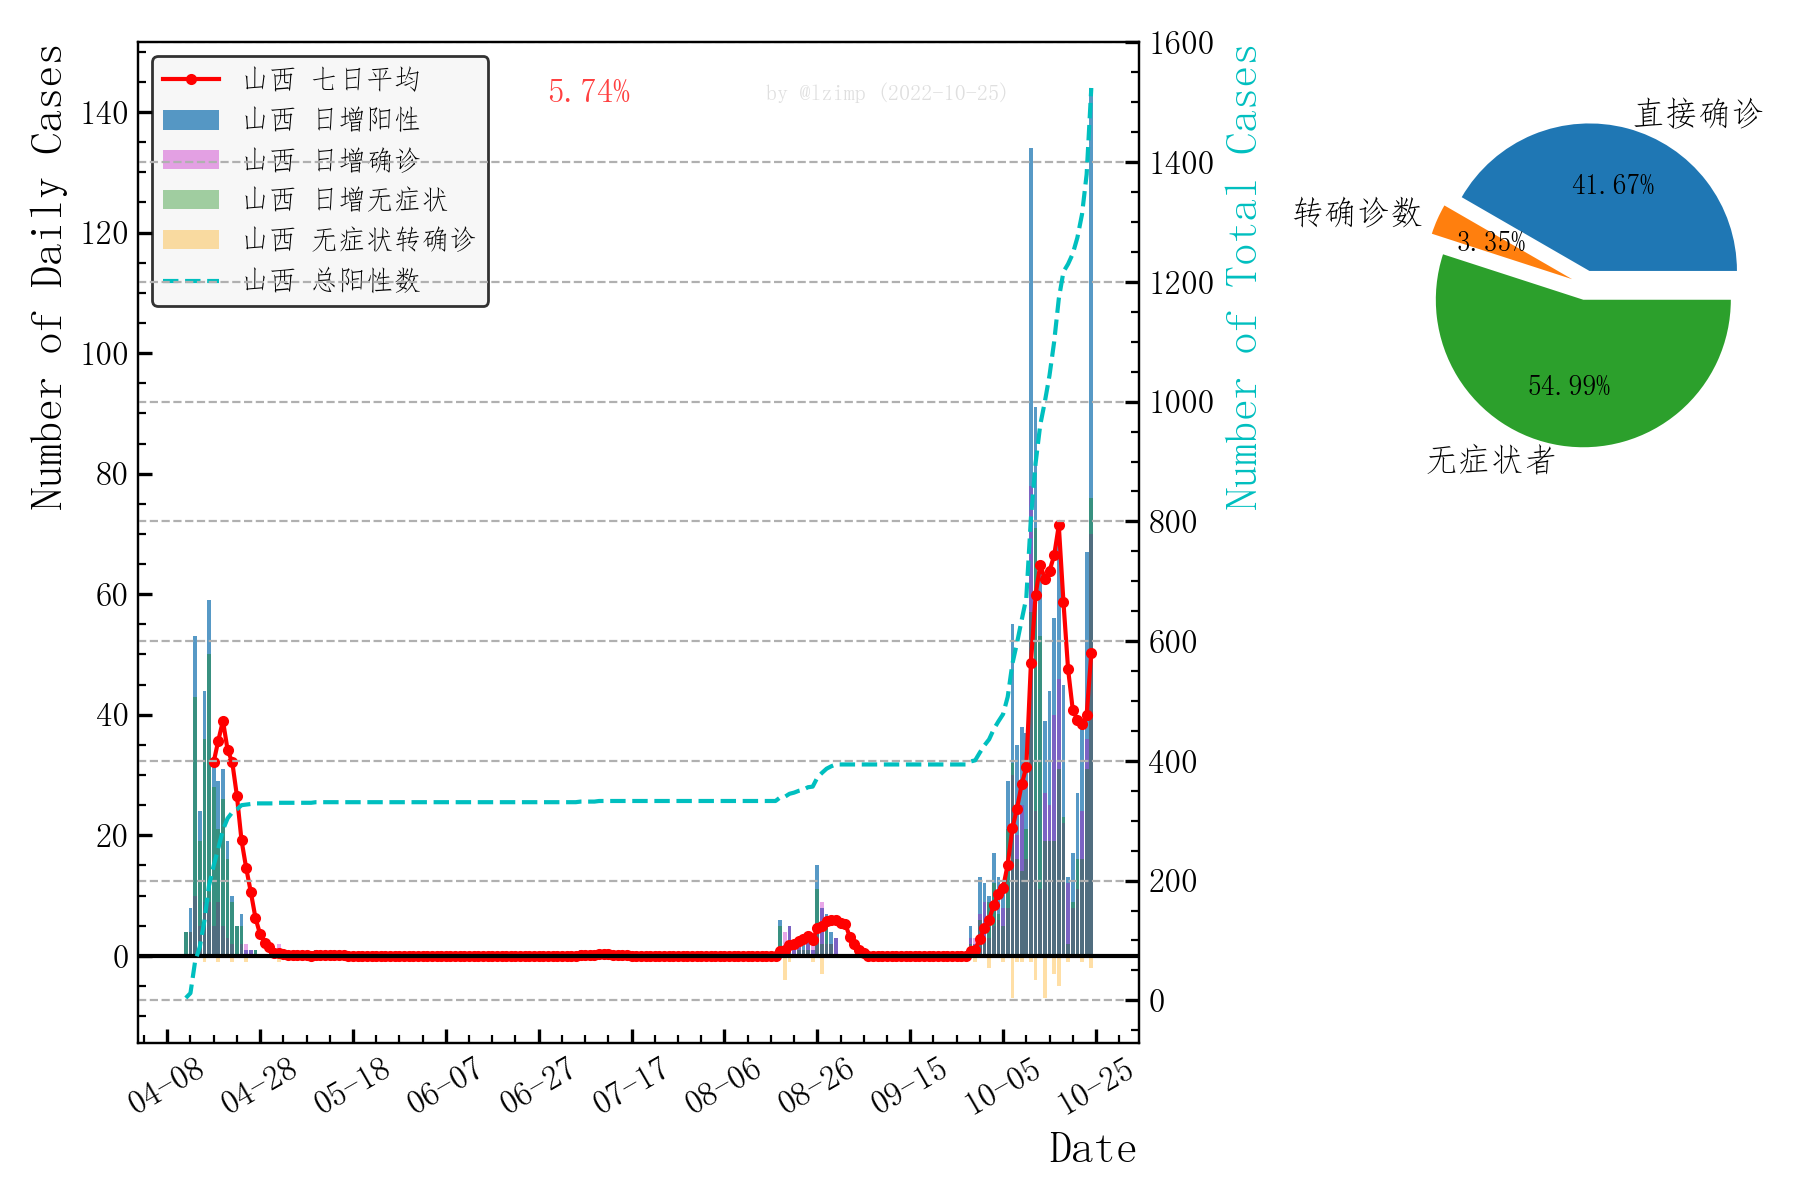 Number of Daily Cases
140
120
100
80
60
40
20
0
山西 七日平均
山西 日增阳性
山西 日增确诊
山西 日增无症状
山西 无症状转确诊
山西 总阳性数
5.74%
by @lzimp (2022-10-25)
04-08
04-28
05-18
06-07
06-27
07-17
08-06
08-26
09-15
10-05
10-25
Date
1600
1400
1200
1000
800
600
400
200
0
Number of Total Cases
直接确诊
41.67%
转确诊数
3.35%
54.99%
无症状者